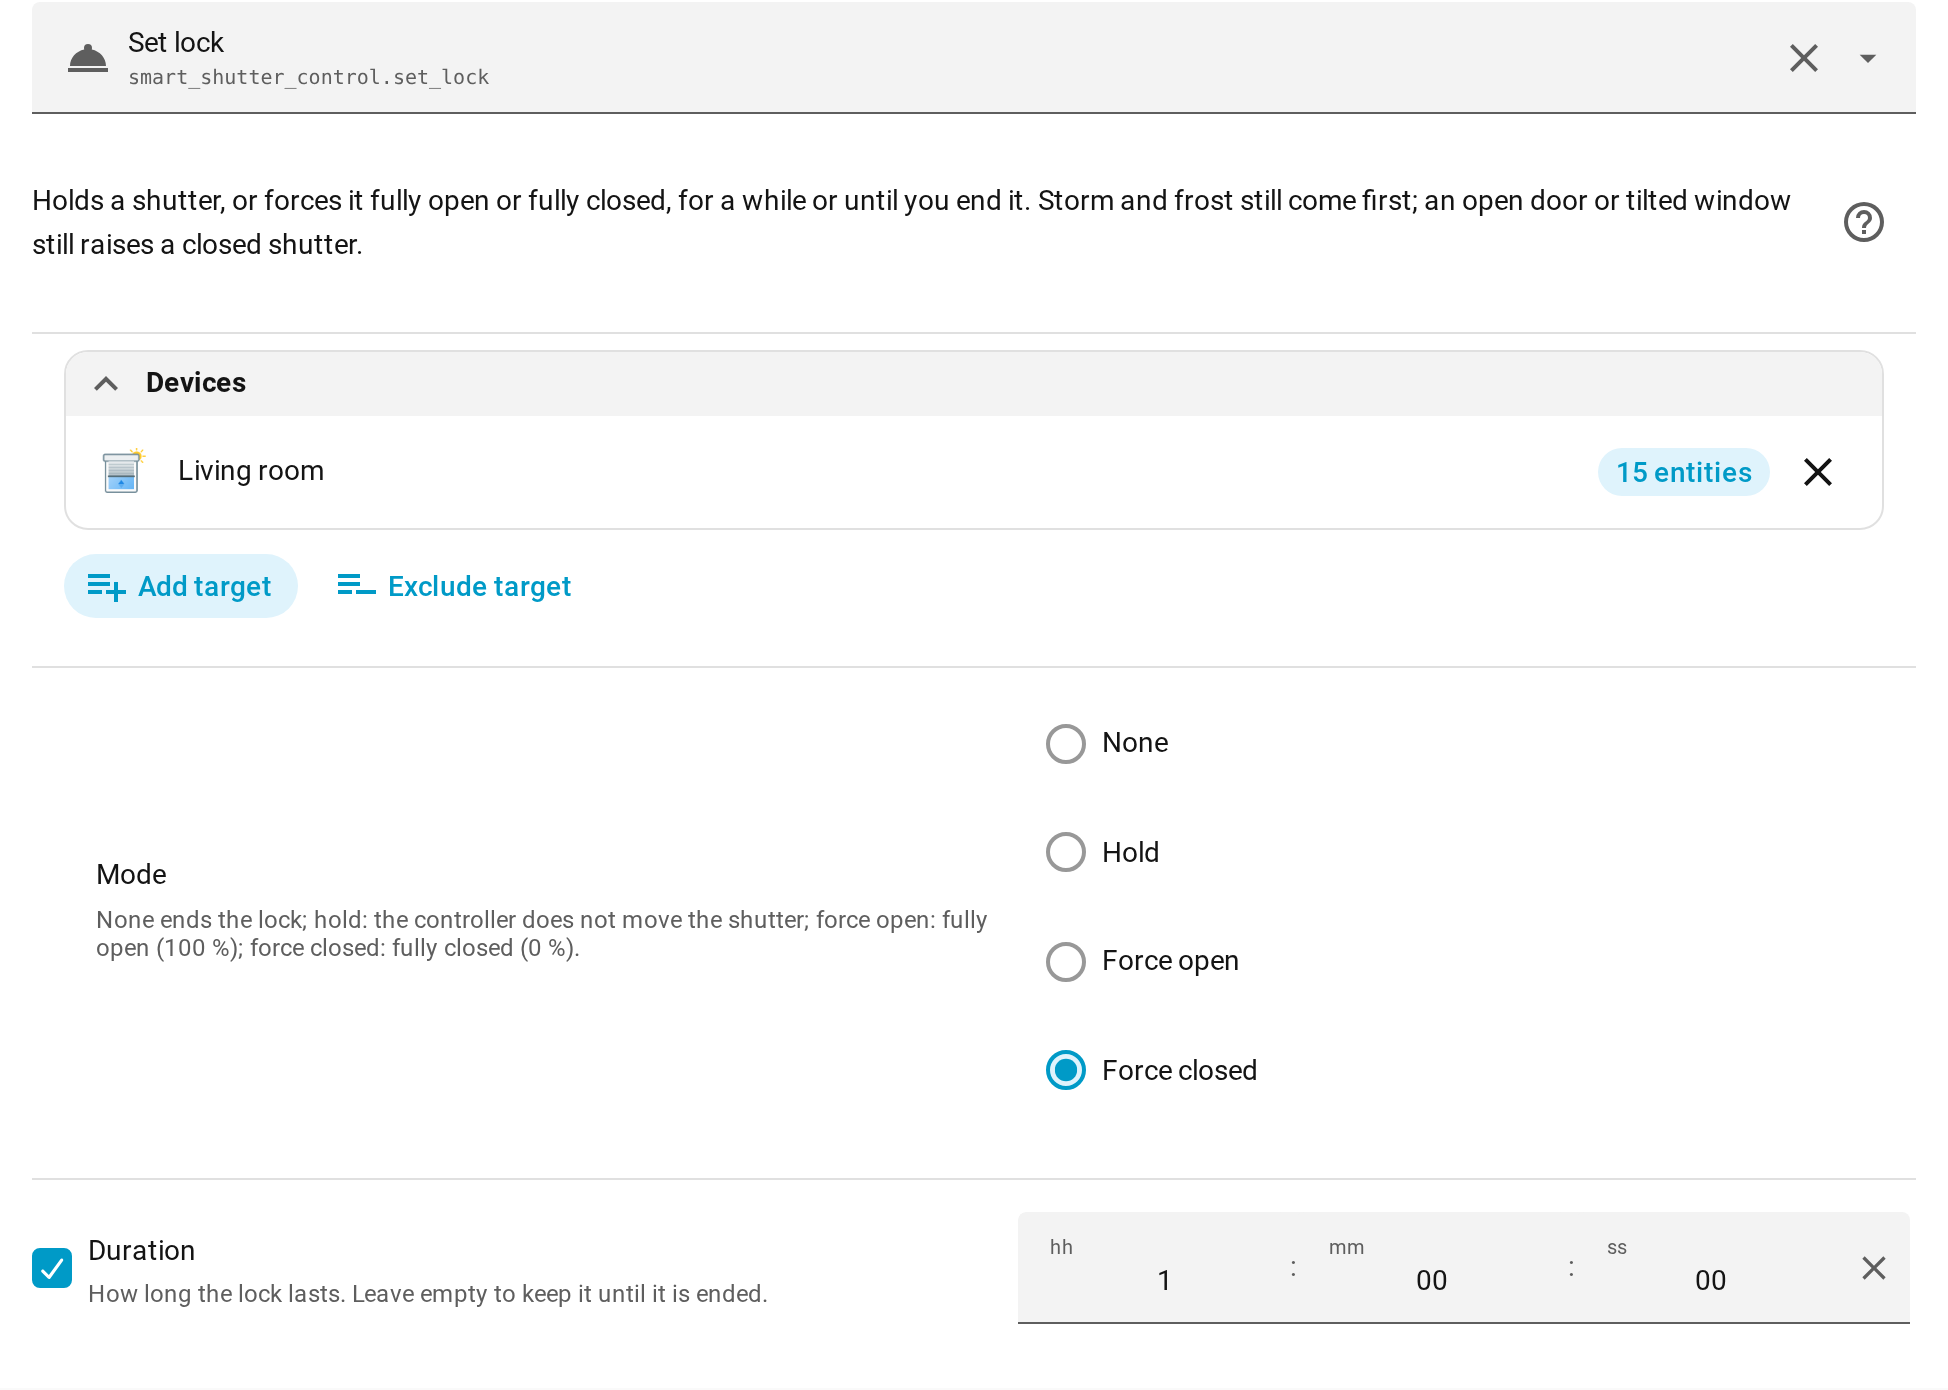 Set lock
smart_shutter_control.set_lock
Holds a shutter, or forces it fully open or fully closed, for a while or until you end it. Storm and frost still come first; an open door or tilted window
still raises a closed shutter.
Devices
Living room
15 entities
Add target
Exclude target
None
Hold
Mode
None ends the lock; hold: the controller does not move the shutter; force open: fully
open (100 %); force closed: fully closed (0 %).
Force open
Force closed
Duration
How long the lock lasts. Leave empty to keep it until it is ended.
hh : mm : ss
1 00 00